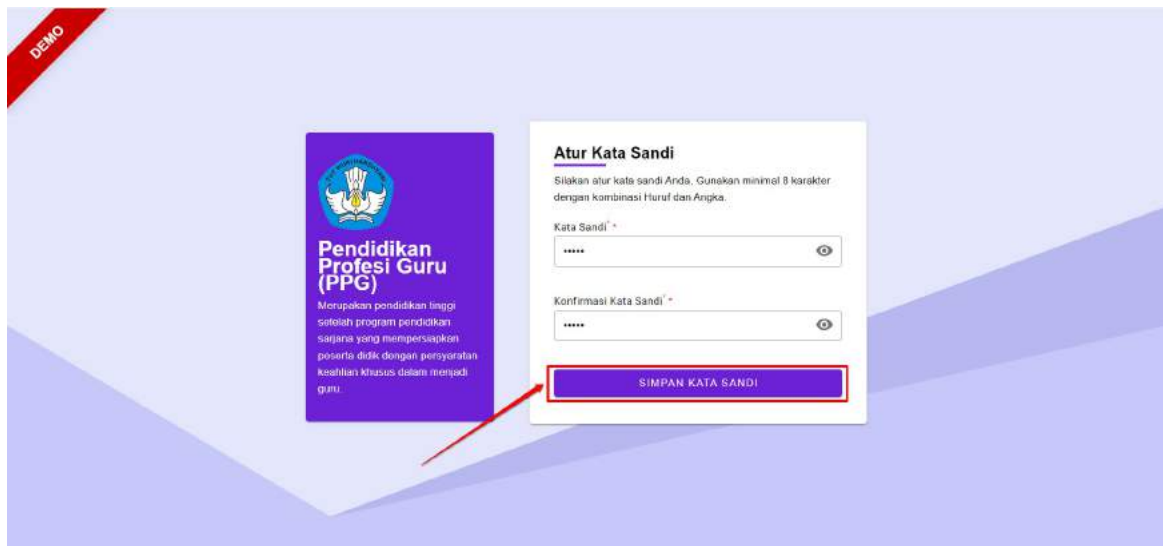 DEMO
Pendidikan
Profesi Guru
(PPG)
Merupakan pendidikan tinggi
setelah program pendidikan
sarjana yang mempersiapkan
peserta didik dengan persyaratan
keahlian khusus dalam menjadi
guru.
Atur Kata Sandi
Silakan atur kata sandi Anda. Gunakan minimal 8 karakter
dengan kombinasi Huruf dan Angka.
Kata Sandi* *
•••••
Konfirmasi Kata Sandi* *
•••••
SIMPAN KATA SANDI